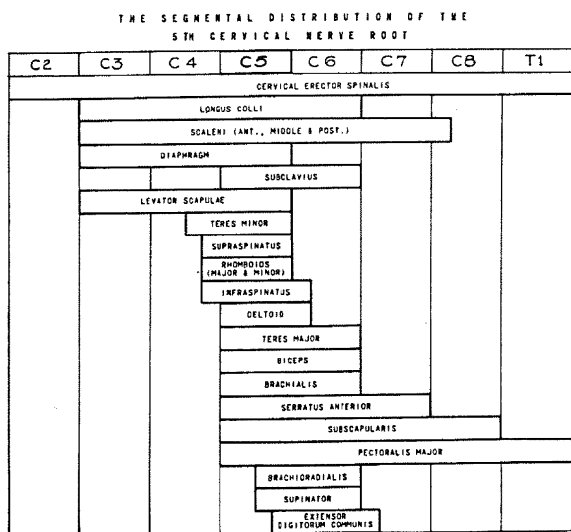 THE SEGMENTAL DISTRIBUTION OF THE
5TH CERVICAL NERVE ROOT
C2 C3 C4 C5 C6 C7 C8 T1
CERVICAL ERECTOR SPINALIS
LONGUS COLLI
SCALENI (ANT., MIDDLE & POST.)
DIAPHRAGM
SUBCLAVIUS
LEVATOR SCAPULAE
TERES MINOR
SUPRASPINATUS
RHOMBOIDS
(MAJOR & MINOR)
INFRASPINATUS
DELTOID
TERES MAJOR
BICEPS
BRACHIALIS
SERRATUS ANTERIOR
SUBSCAPULARIS
PECTORALIS MAJOR
BRACHIORADIALIS
SUPINATOR
EXTENSOR
DIGITORUM COMMUNIS